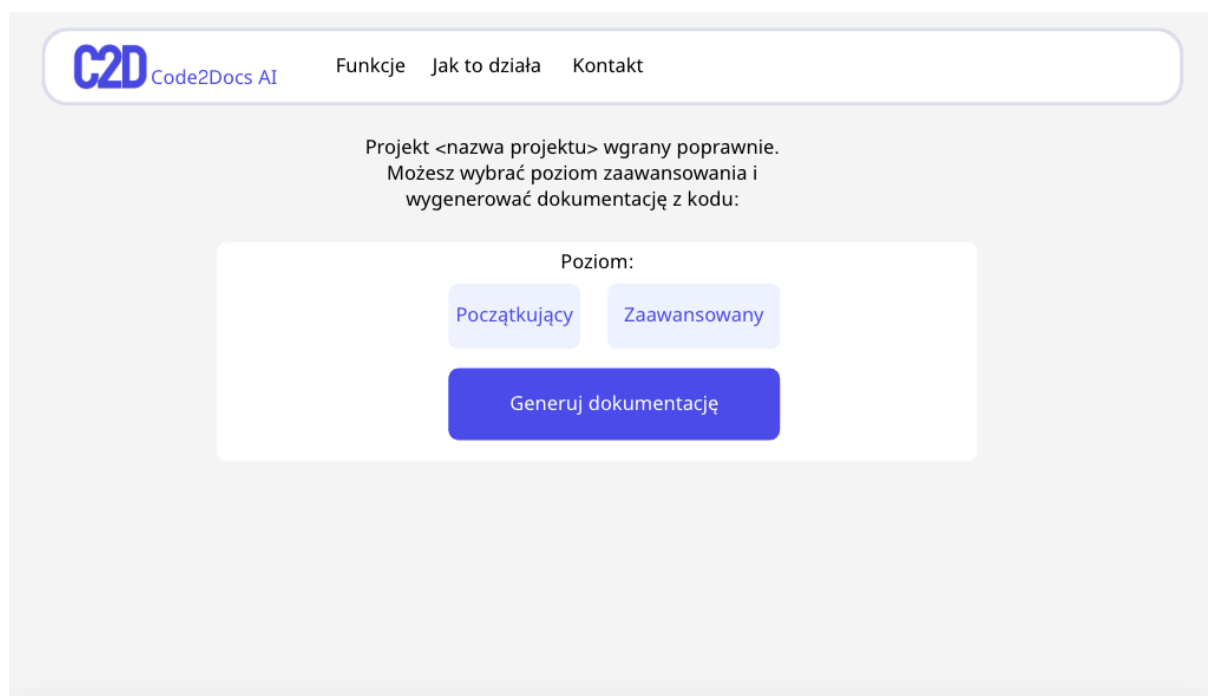 C2D Code2Docs AI Funkcje Jak to działa Kontakt
Projekt <nazwa projektu> wgrany poprawnie.
Możesz wybrać poziom zaawansowania i
wygenerować dokumentację z kodu:
Poziom:
Początkujący Zaawansowany
Generuj dokumentację